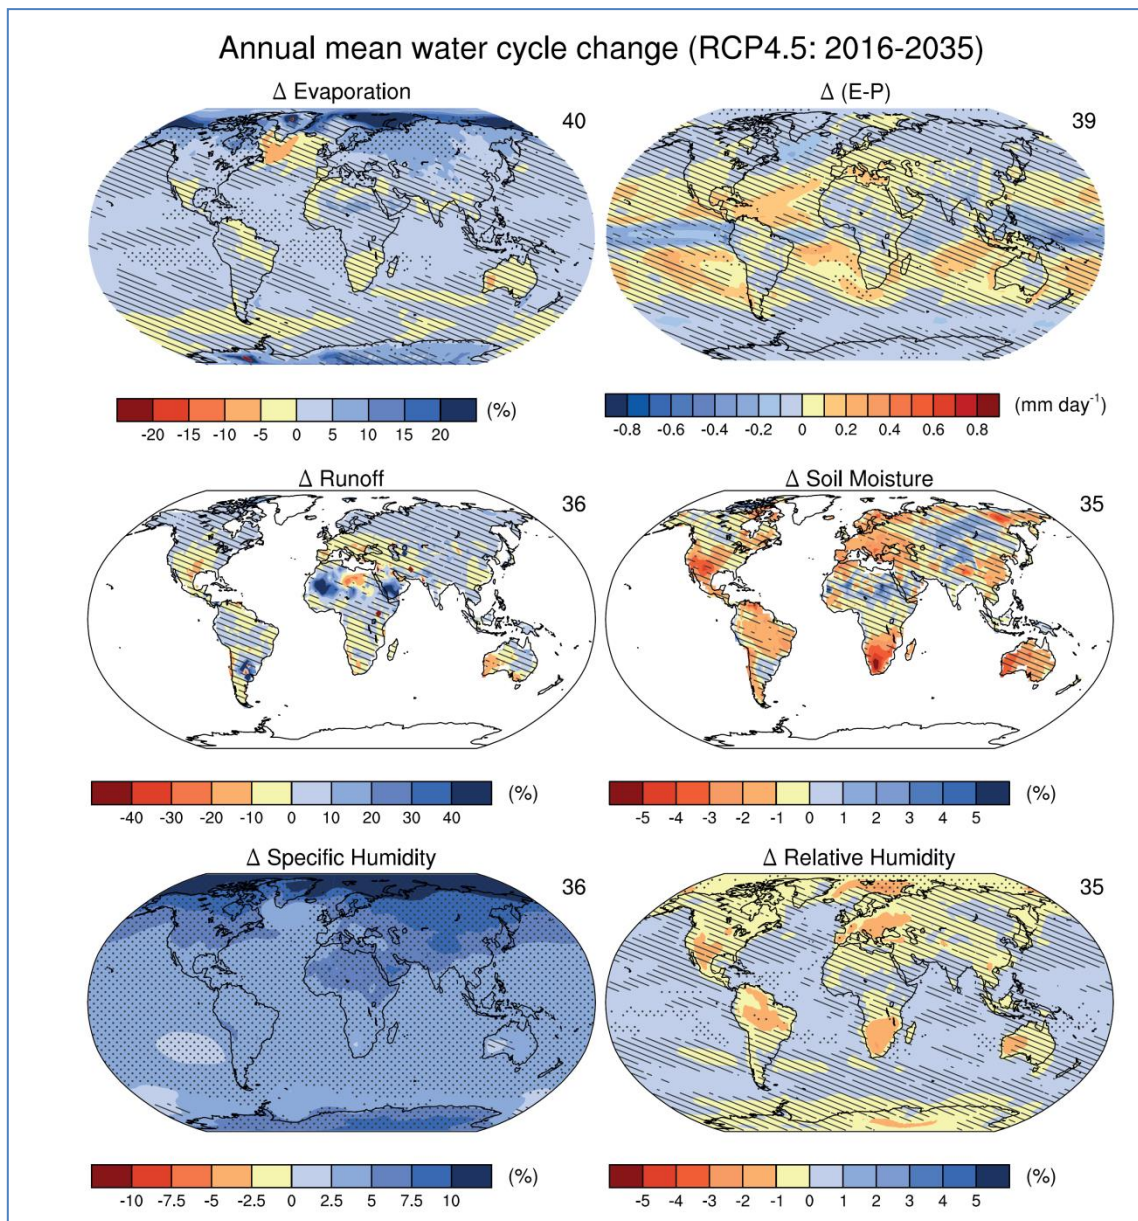 Annual mean water cycle change (RCP4.5: 2016-2035)
Δ Evaporation
40
Δ (E-P)
39
(%)
-20 -15 -10 -5 0 5 10 15 20
(mm day⁻¹)
-0.8 -0.6 -0.4 -0.2 0 0.2 0.4 0.6 0.8
Δ Runoff
36
Δ Soil Moisture
35
(%)
-40 -30 -20 -10 0 10 20 30 40
(%)
-5 -4 -3 -2 -1 0 1 2 3 4 5
Δ Specific Humidity
36
Δ Relative Humidity
35
(%)
-10 -7.5 -5 -2.5 0 2.5 5 7.5 10
(%)
-5 -4 -3 -2 -1 0 1 2 3 4 5